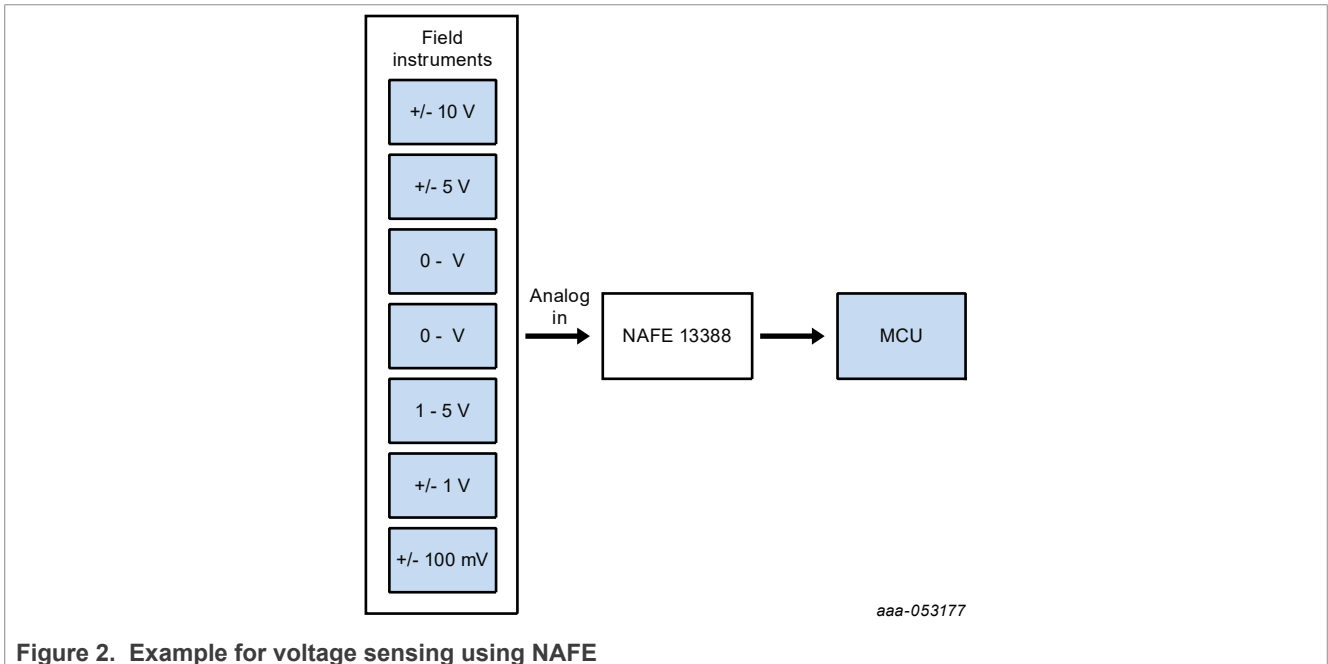 Field
instruments
+/- 10 V
+/- 5 V
0 - V
0 - V
1 - 5 V
+/- 1 V
+/- 100 mV
Analog
in
NAFE 13388
MCU
aaa-053177
Figure 2. Example for voltage sensing using NAFE